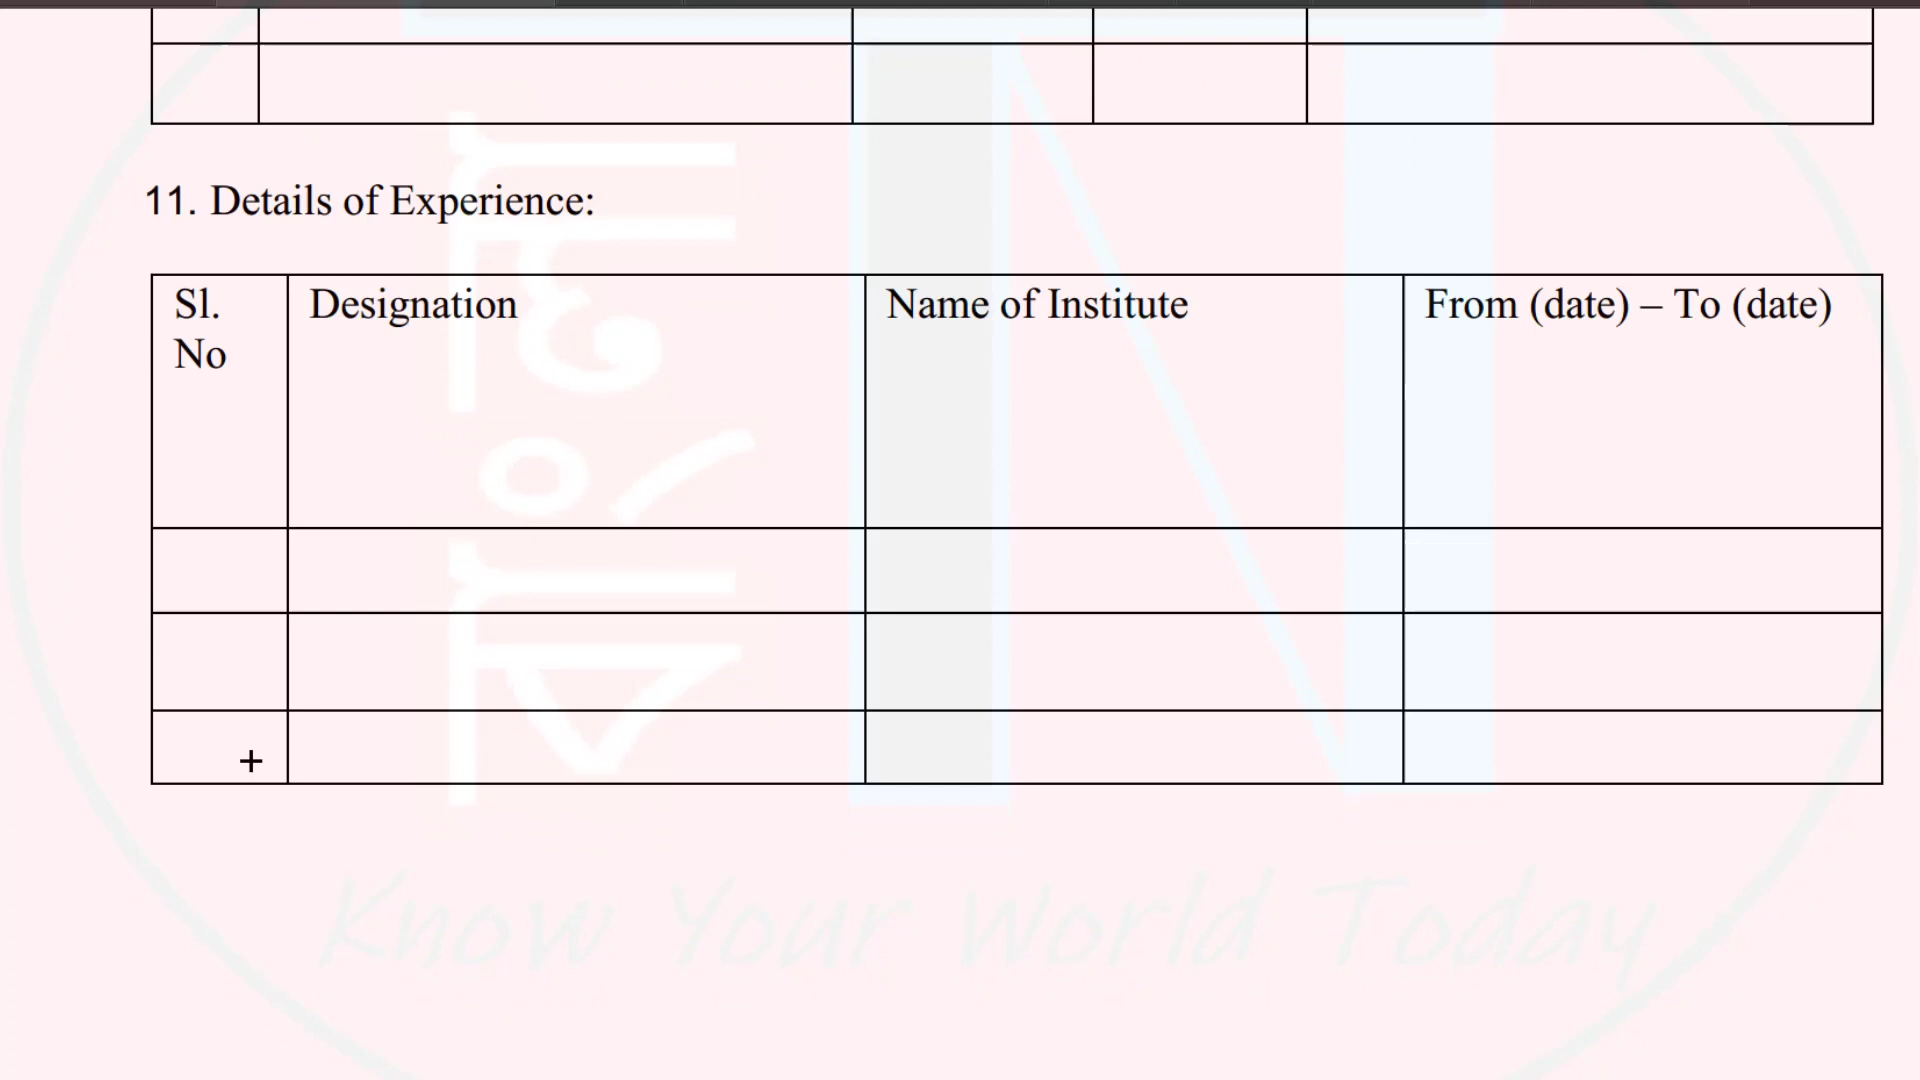 11. Details of Experience:
Sl. No
Designation
Name of Institute
From (date) – To (date)
বাংলা
Know Your World Today